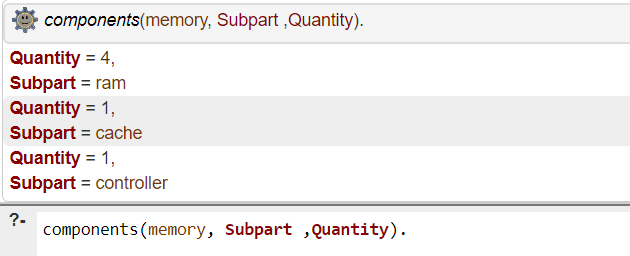 components(memory, Subpart ,Quantity).
Quantity = 4,
Subpart = ram
Quantity = 1,
Subpart = cache
Quantity = 1,
Subpart = controller
?- components(memory, Subpart ,Quantity).